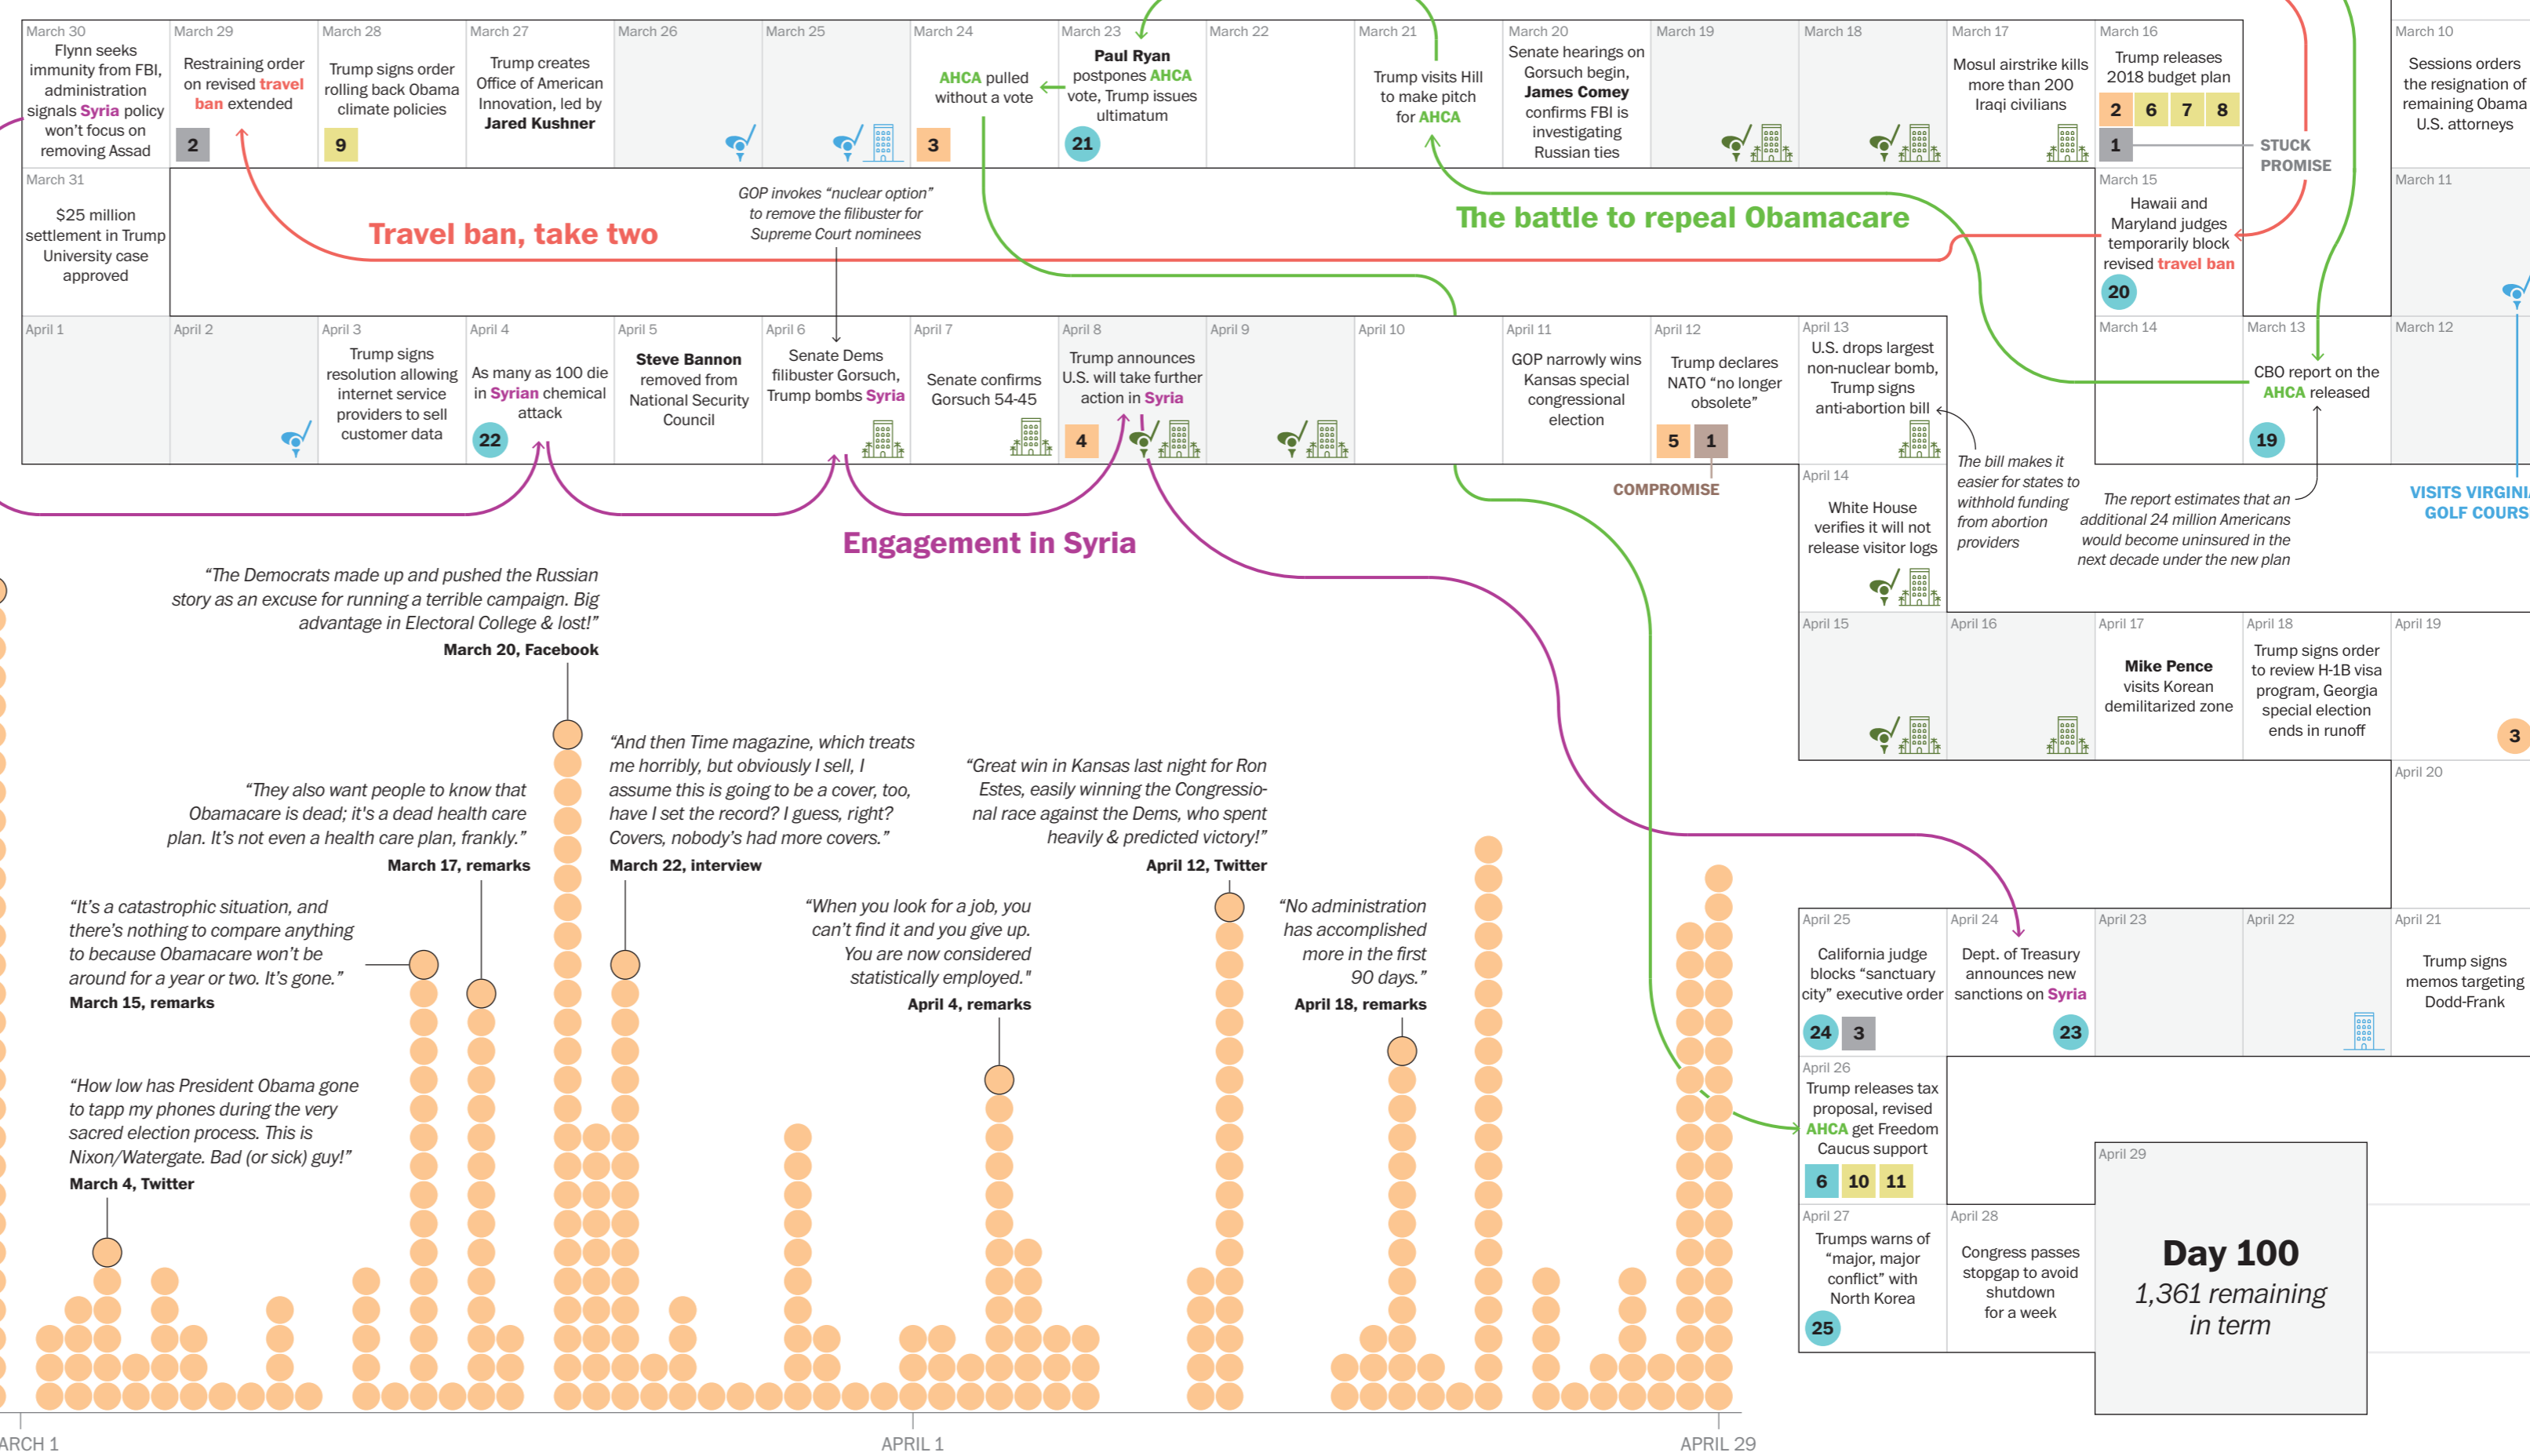 March 30
Flynn seeks
immunity from FBI,
administration
signals Syria policy
won't focus on
removing Assad
March 29
Restraining order
on revised travel
ban extended
2
March 28
Trump signs order
rolling back Obama
climate policies
9
March 27
Trump creates
Office of American
Innovation, led by
Jared Kushner
March 26
March 25
March 24
AHCA pulled
without a vote
3
March 23
Paul Ryan
postpones AHCA
vote, Trump issues
ultimatum
21
March 22
March 21
Trump visits Hill
to make pitch
for AHCA
March 20
Senate hearings on
Gorsuch begin,
James Comey
confirms FBI is
investigating
Russian ties
March 19
March 18
March 17
Mosul airstrike kills
more than 200
Iraqi civilians
March 16
Trump releases
2018 budget plan
2 6 7 8
1
STUCK
PROMISE
March 10
Sessions orders
the resignation of
remaining Obama
U.S. attorneys
March 31
$25 million
settlement in Trump
University case
approved
Travel ban, take two
GOP invokes “nuclear option”
to remove the filibuster for
Supreme Court nominees
The battle to repeal Obamacare
March 15
Hawaii and
Maryland judges
temporarily block
revised travel ban
20
March 11
April 1
April 2
April 3
Trump signs
resolution allowing
internet service
providers to sell
customer data
April 4
As many as 100 die
in Syrian chemical
attack
22
April 5
Steve Bannon
removed from
National Security
Council
April 6
Senate Dems
filibuster Gorsuch,
Trump bombs Syria
April 7
Senate confirms
Gorsuch 54-45
April 8
Trump announces
U.S. will take further
action in Syria
4
April 9
April 10
April 11
GOP narrowly wins
Kansas special
congressional
election
April 12
Trump declares
NATO “no longer
obsolete”
5 1
COMPROMISE
April 13
U.S. drops largest
non-nuclear bomb,
Trump signs
anti-abortion bill
The bill makes it
easier for states to
withhold funding
from abortion
providers
March 14
March 13
CBO report on the
AHCA released
19
The report estimates that an
additional 24 million Americans
would become uninsured in the
next decade under the new plan
March 12
VISITS VIRGINIA
GOLF COURS
Engagement in Syria
April 14
White House
verifies it will not
release visitor logs
April 15
April 16
April 17
Mike Pence
visits Korean
demilitarized zone
April 18
Trump signs order
to review H-1B visa
program, Georgia
special election
ends in runoff
April 19
3
April 20
April 25
California judge
blocks “sanctuary
city” executive order
24 3
April 24
Dept. of Treasury
announces new
sanctions on Syria
23
April 23
April 22
April 21
Trump signs
memos targeting
Dodd-Frank
April 26
Trump releases tax
proposal, revised
AHCA get Freedom
Caucus support
6 10 11
April 27
Trumps warns of
“major, major
conflict” with
North Korea
25
April 28
Congress passes
stopgap to avoid
shutdown
for a week
April 29
Day 100
1,361 remaining
in term
“The Democrats made up and pushed the Russian
story as an excuse for running a terrible campaign. Big
advantage in Electoral College & lost!”
March 20, Facebook
“They also want people to know that
Obamacare is dead; it’s a dead health care
plan. It’s not even a health care plan, frankly.”
March 17, remarks
“And then Time magazine, which treats
me horribly, but obviously I sell, I
assume this is going to be a cover, too,
have I set the record? I guess, right?
Covers, nobody’s had more covers.”
March 22, interview
“Great win in Kansas last night for Ron
Estes, easily winning the Congressio-
nal race against the Dems, who spent
heavily & predicted victory!”
April 12, Twitter
“It’s a catastrophic situation, and
there’s nothing to compare anything
to because Obamacare won’t be
around for a year or two. It’s gone.”
March 15, remarks
“When you look for a job, you
can’t find it and you give up.
You are now considered
statistically employed."
April 4, remarks
“No administration
has accomplished
more in the first
90 days.”
April 18, remarks
“How low has President Obama gone
to tapp my phones during the very
sacred election process. This is
Nixon/Watergate. Bad (or sick) guy!”
March 4, Twitter
ARCH 1
APRIL 1
APRIL 29